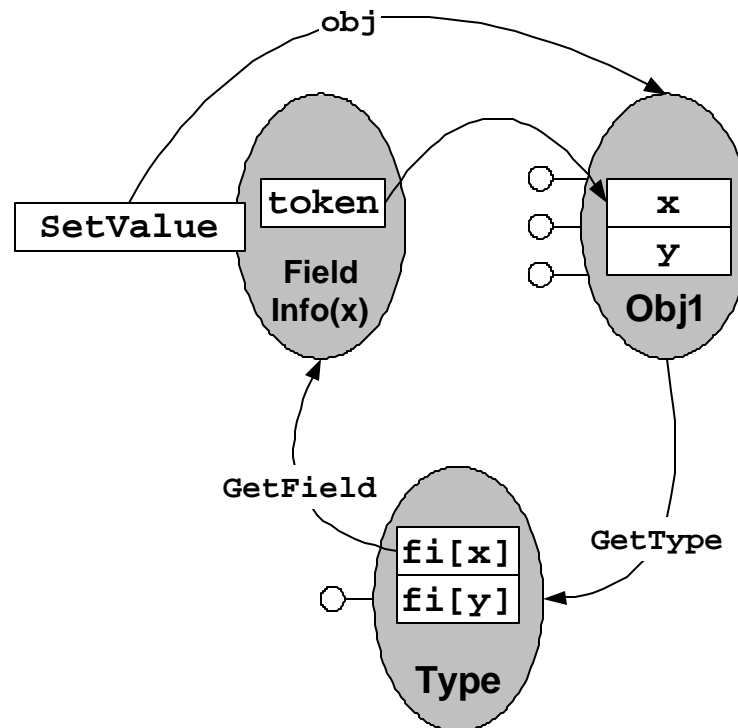 obj
token
SetValue
Field
Info(x)
x
y
Obj1
GetField
GetType
fi[x]
fi[y]
Type